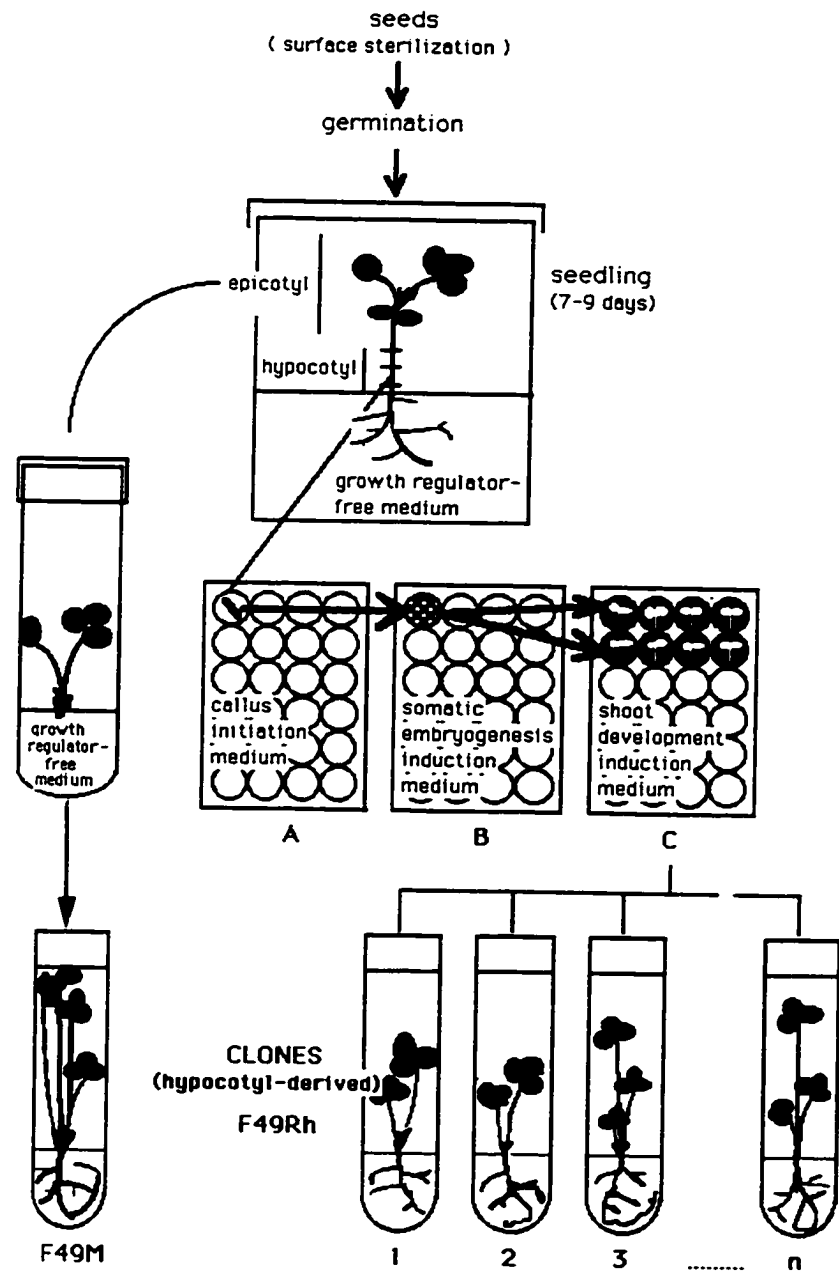 seeds
( surface sterilization )
germination
epicotyl
seedling
(7-9 days)
hypocotyl
growth regulator-
free medium
growth
regulator-
free
medium
callus
initiation
medium
somatic
embryogenesis
induction
medium
shoot
development
induction
medium
A
B
C
CLONES
(hypocotyl-derived)
F49Rh
F49M
1
2
3
.........
n